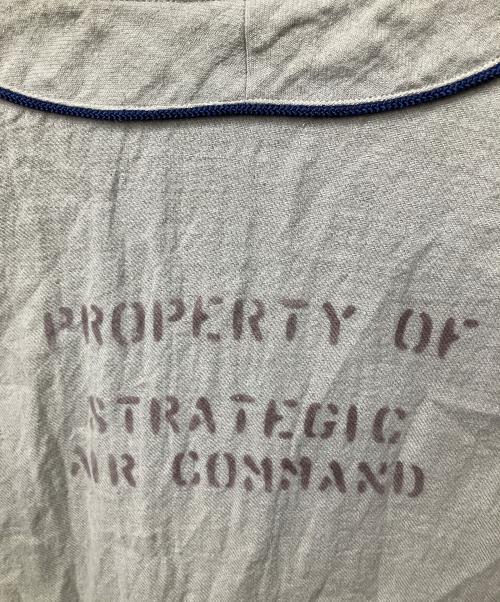 PROPERTY OF
STRATEGIC
AIR COMMAND